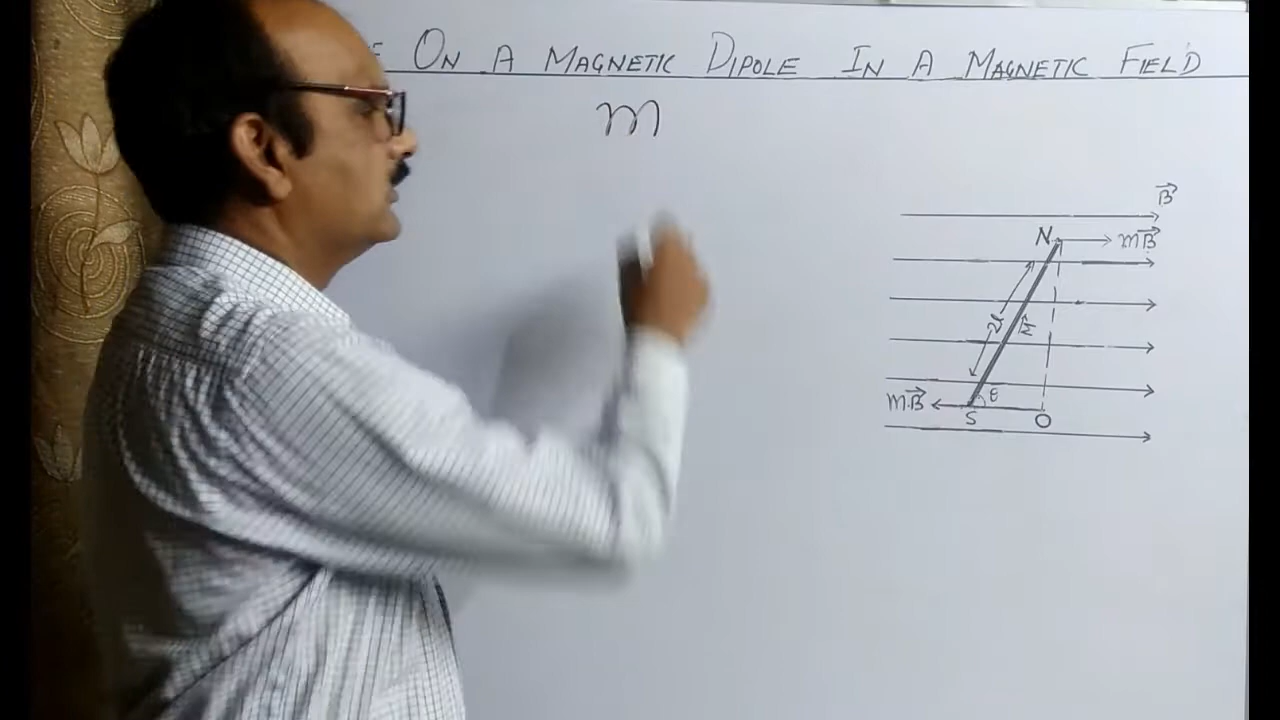 ON A MAGNETIC DIPOLE IN A MAGNETIC FIELD
m
B⃗
N mB⃗
2l M⃗
mB⃗ θ
S O